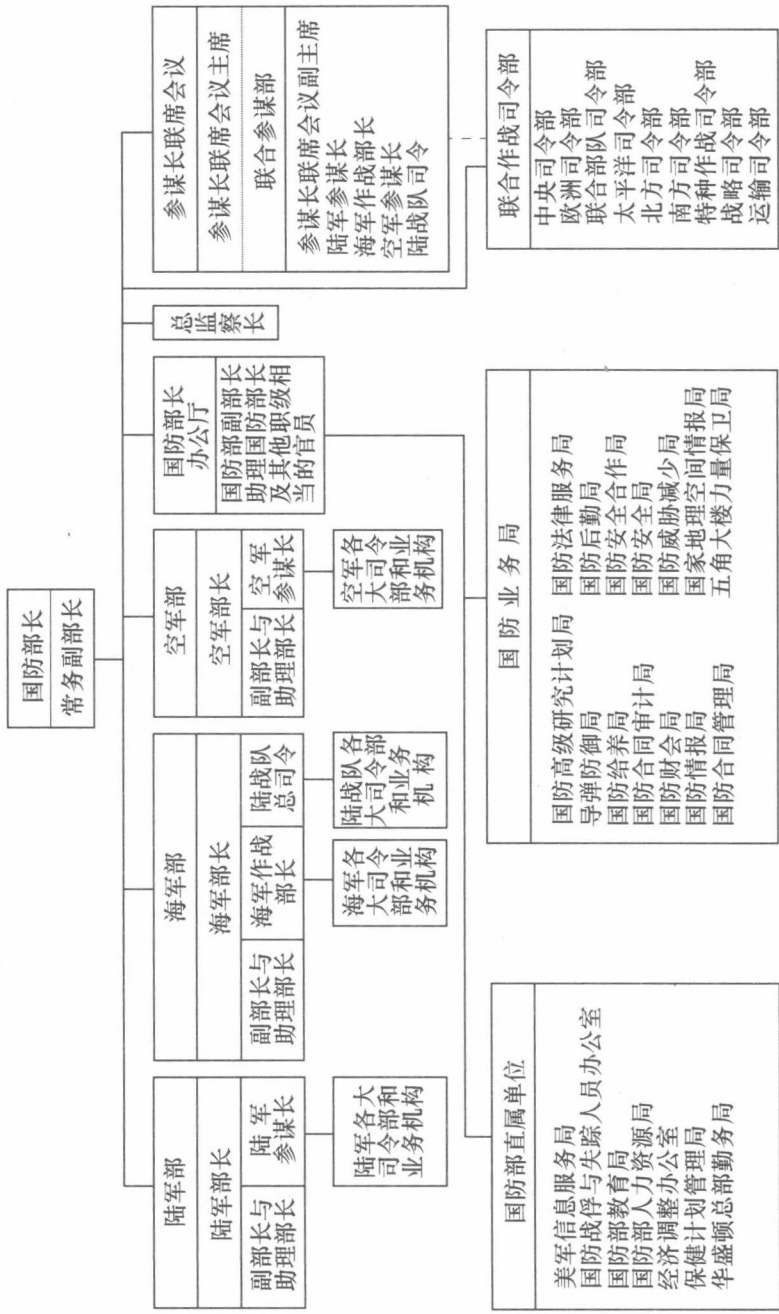 国防部长
常务副部长
陆军部
陆军部长
副部长与
助理部长
陆军
参谋长
陆军各大
司令部和
业务机构
海军部
海军部长
副部长与
助理部长
海军作战
部长
陆战队
总司令
海军各
大司令
部和业
务机构
陆战队各
大司令部
和业务
机构
空军部
空军部长
副部长与
助理部长
空军
参谋长
空军各
大司令
部和业
务机构
国防部长
办公厅
国防部副部长
助理国防部长
及其他职级相
当的官员
总监
察长
参谋长联席会议
参谋长联席会议主席
联合参谋部
参谋长联席会议副主席
陆军参谋长
海军作战部长
空军参谋长
陆战队司令
国防部直属单位
美军信息服务局
国防战俘与失踪人员办公室
国防部教育局
国防部人力资源局
经济调整办公室
保健计划管理局
华盛顿总部勤务局
国防业务局
国防高级研究计划局
导弹防御局
国防给养局
国防合同审计局
国防财会局
国防情报局
国防合同管理局
国防法律服务局
国防后勤局
国防安全合作局
国防安全局
国防威胁减少局
国家地理空间情报局
五角大楼力量保卫局
联合作战司令部
中央司令部
欧洲司令部
联合部队司令部
太平洋司令部
北方司令部
南方司令部
特种作战司令部
战略司令部
运输司令部